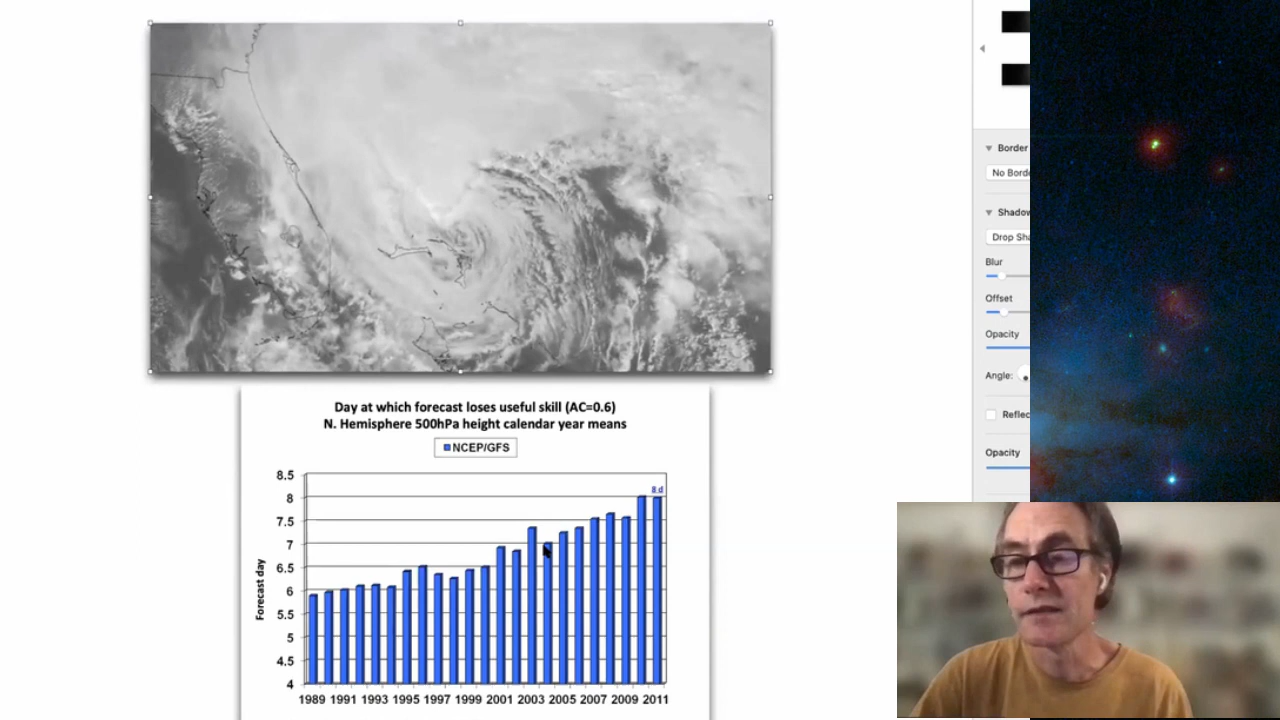 Border
No Bord
Shadow
Drop Sha
Blur
Offset
Opacity
Angle:
Reflec
Opacity
Day at which forecast loses useful skill (AC=0.6)
N. Hemisphere 500hPa height calendar year means
NCEP/GFS
8.5
8
7.5
7
6.5
6
5.5
5
4.5
4
Forecast day
8 d
1989 1991 1993 1995 1997 1999 2001 2003 2005 2007 2009 2011